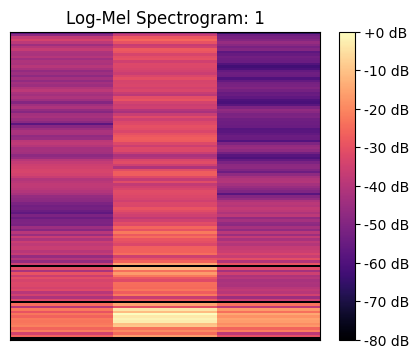 Log-Mel Spectrogram: 1
+0 dB
-10 dB
-20 dB
-30 dB
-40 dB
-50 dB
-60 dB
-70 dB
-80 dB